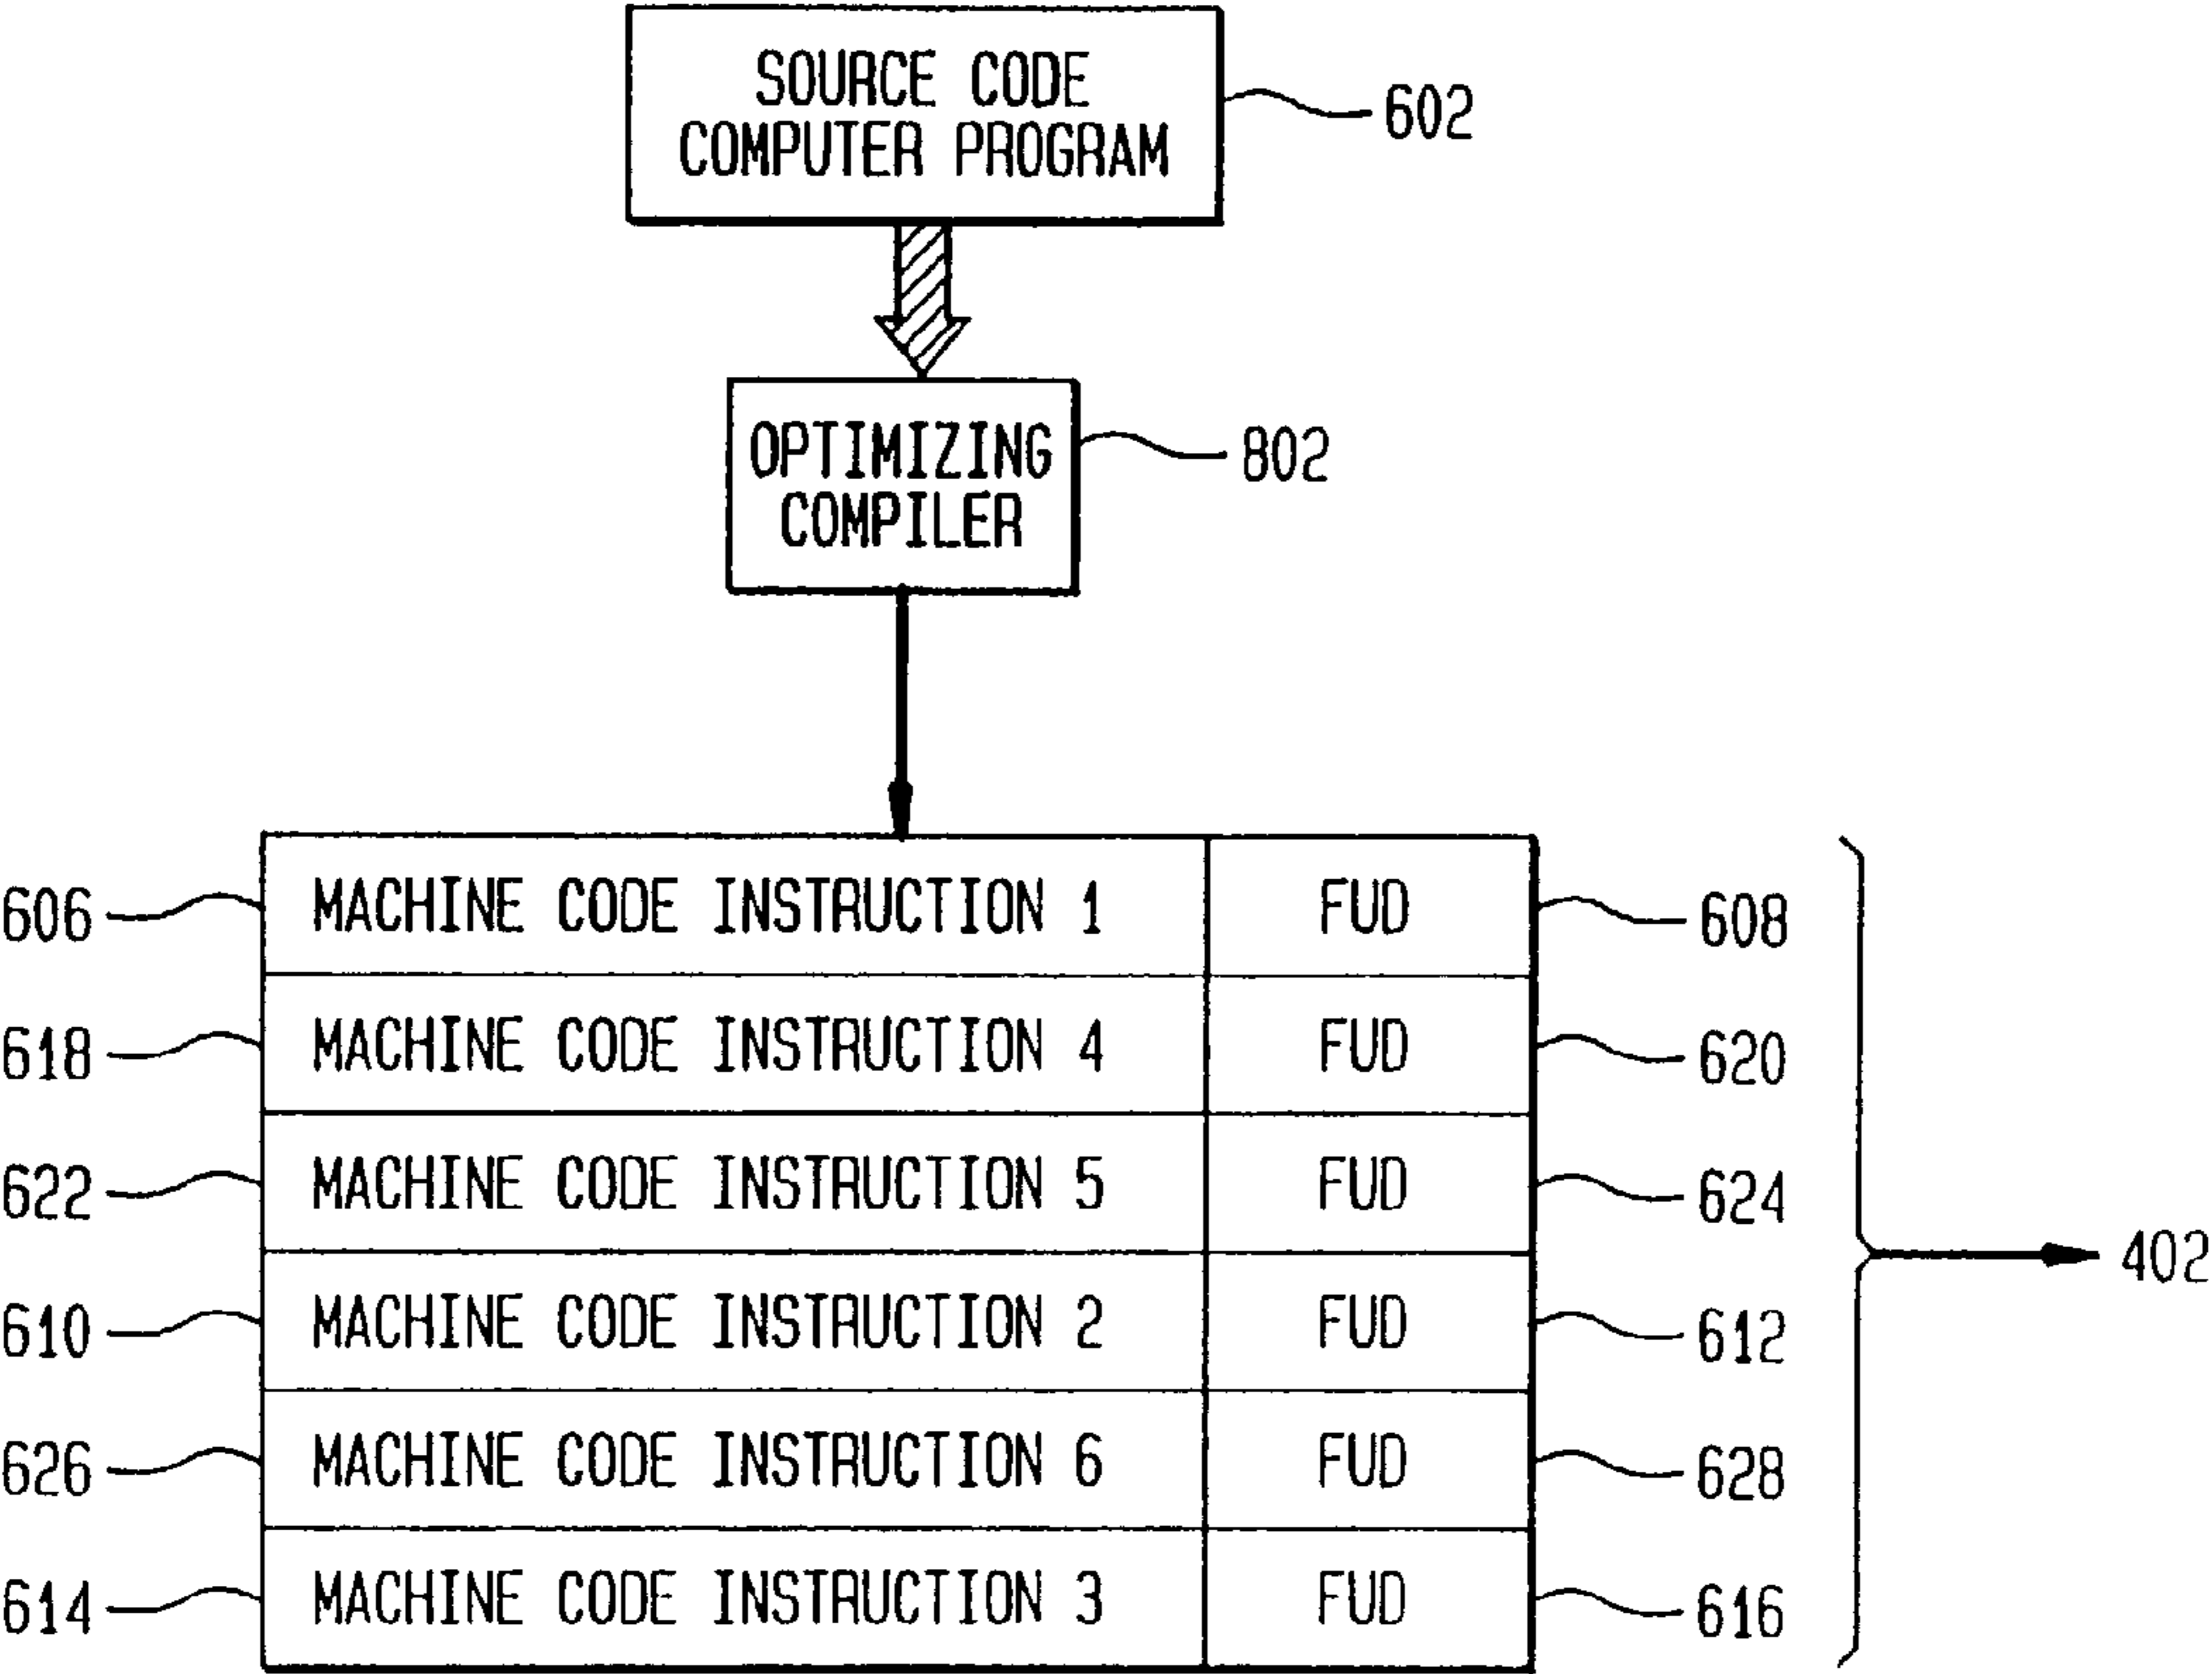 SOURCE CODE
COMPUTER PROGRAM
602
OPTIMIZING
COMPILER
802
606 MACHINE CODE INSTRUCTION 1 FUD 608
618 MACHINE CODE INSTRUCTION 4 FUD 620
622 MACHINE CODE INSTRUCTION 5 FUD 624
402
610 MACHINE CODE INSTRUCTION 2 FUD 612
626 MACHINE CODE INSTRUCTION 6 FUD 628
614 MACHINE CODE INSTRUCTION 3 FUD 616